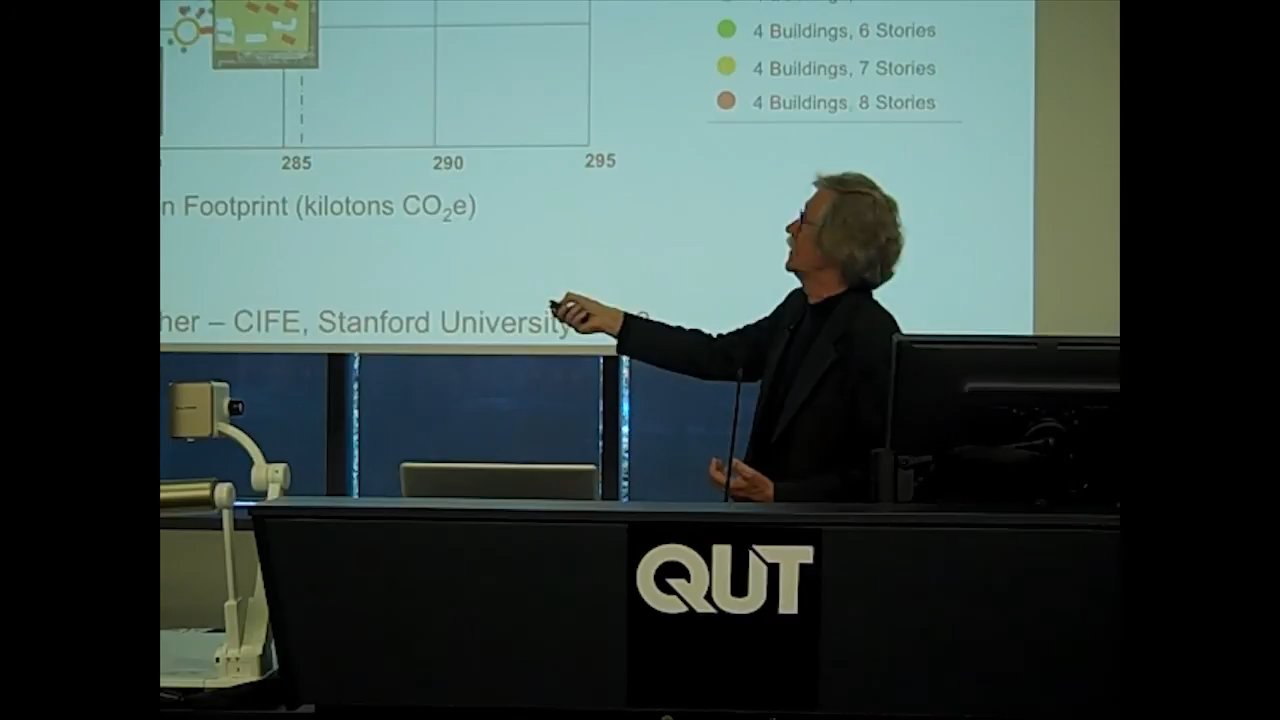 4 Buildings, 6 Stories
4 Buildings, 7 Stories
4 Buildings, 8 Stories
285
290
295
n Footprint (kilotons CO₂e)
her – CIFE, Stanford University
QUT